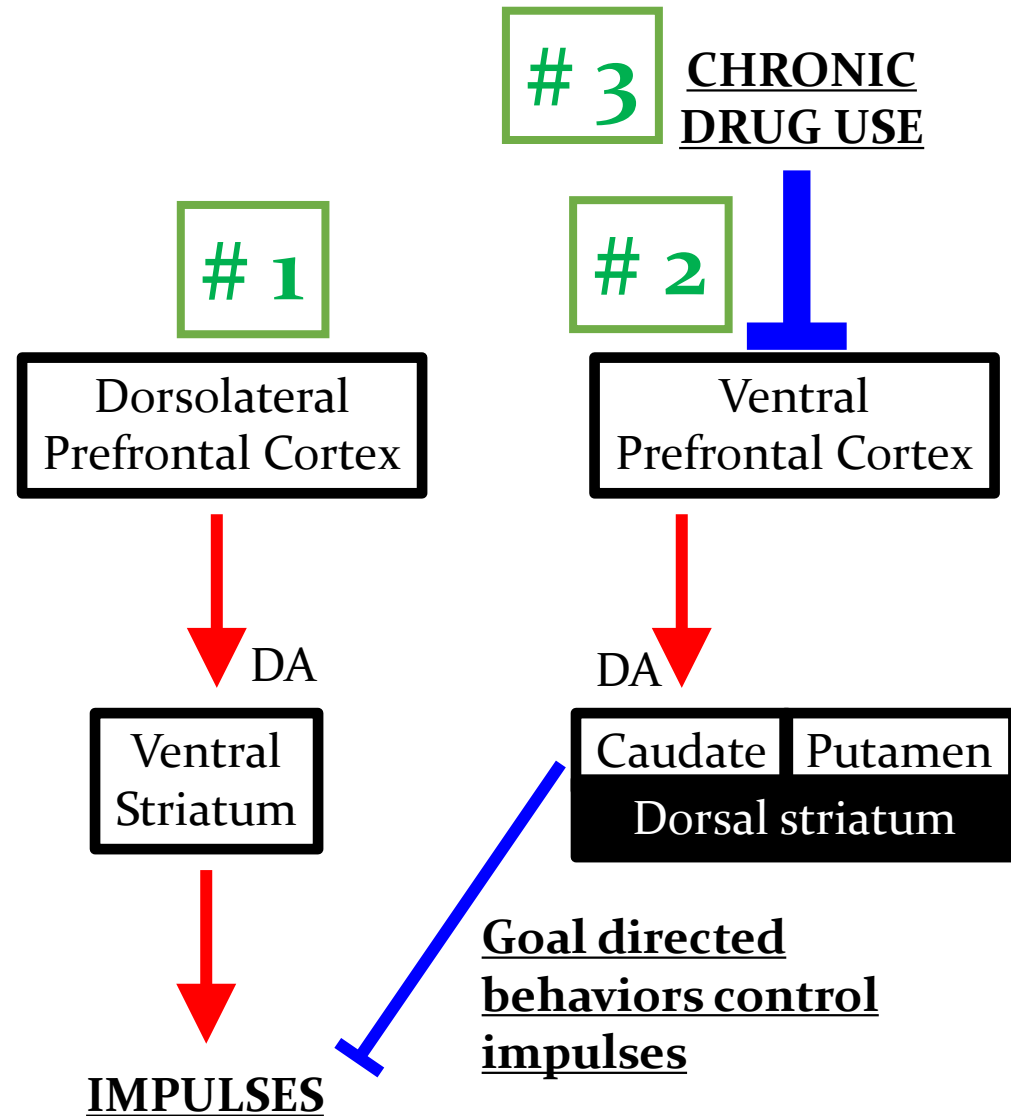 # 3
CHRONIC
DRUG USE
# 1
# 2
Dorsolateral
Prefrontal Cortex
Ventral
Prefrontal Cortex
DA
DA
Ventral
Striatum
Caudate
Putamen
Dorsal striatum
Goal directed
behaviors control
impulses
IMPULSES